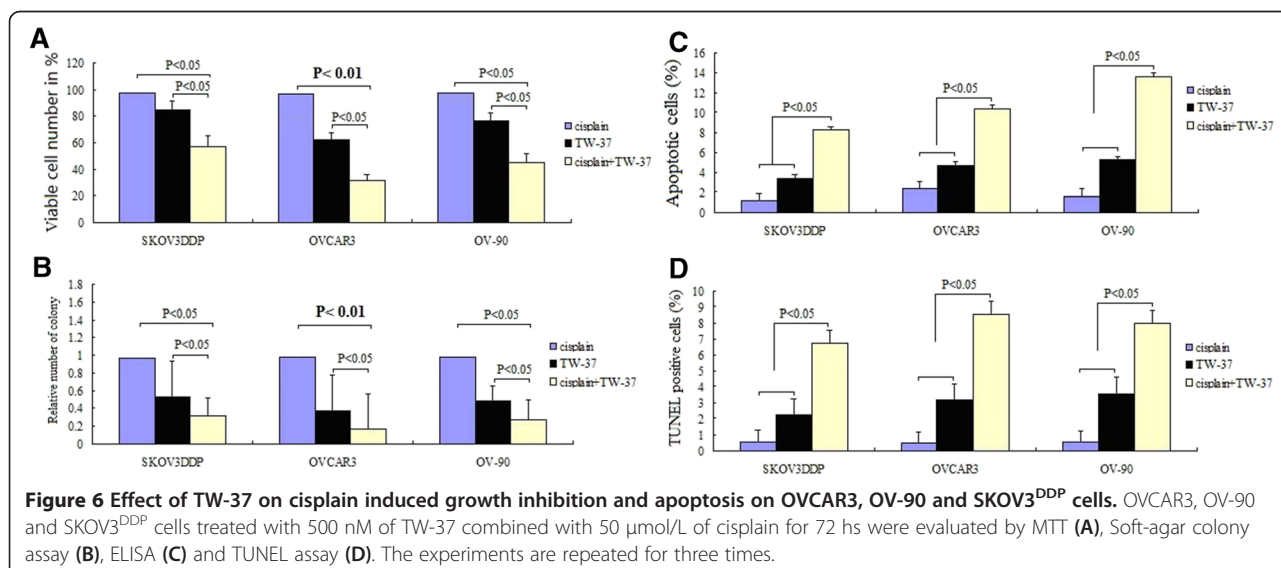 A
Viable cell number in %
120
100
80
60
40
20
0
P<0.05
P<0.05
P< 0.01
P<0.05
P<0.05
P<0.05
SKOV3DDP
OVCAR3
OV-90
cisplain
TW-37
cisplain+TW-37
B
Relative number of colony
1.8
1.6
1.4
1.2
1
0.8
0.6
0.4
0.2
0
P<0.05
P<0.05
P< 0.01
P<0.05
P<0.05
P<0.05
SKOV3DDP
OVCAR3
OV-90
cisplain
TW-37
cisplain+TW-37
C
Apoptotic cells (%)
16
14
12
10
8
6
4
2
0
P<0.05
P<0.05
P<0.05
SKOV3DDP
OVCAR3
OV-90
cisplain
TW-37
cisplain+TW-37
D
TUNEL positive cells (%)
10
9
8
7
6
5
4
3
2
1
0
P<0.05
P<0.05
P<0.05
SKOV3DDP
OVCAR3
OV-90
cisplain
TW-37
cisplain+TW-37
Figure 6 Effect of TW-37 on cisplain induced growth inhibition and apoptosis on OVCAR3, OV-90 and SKOV3DDP cells. OVCAR3, OV-90
and SKOV3DDP cells treated with 500 nM of TW-37 combined with 50 μmol/L of cisplain for 72 hs were evaluated by MTT (A), Soft-agar colony
assay (B), ELISA (C) and TUNEL assay (D). The experiments are repeated for three times.